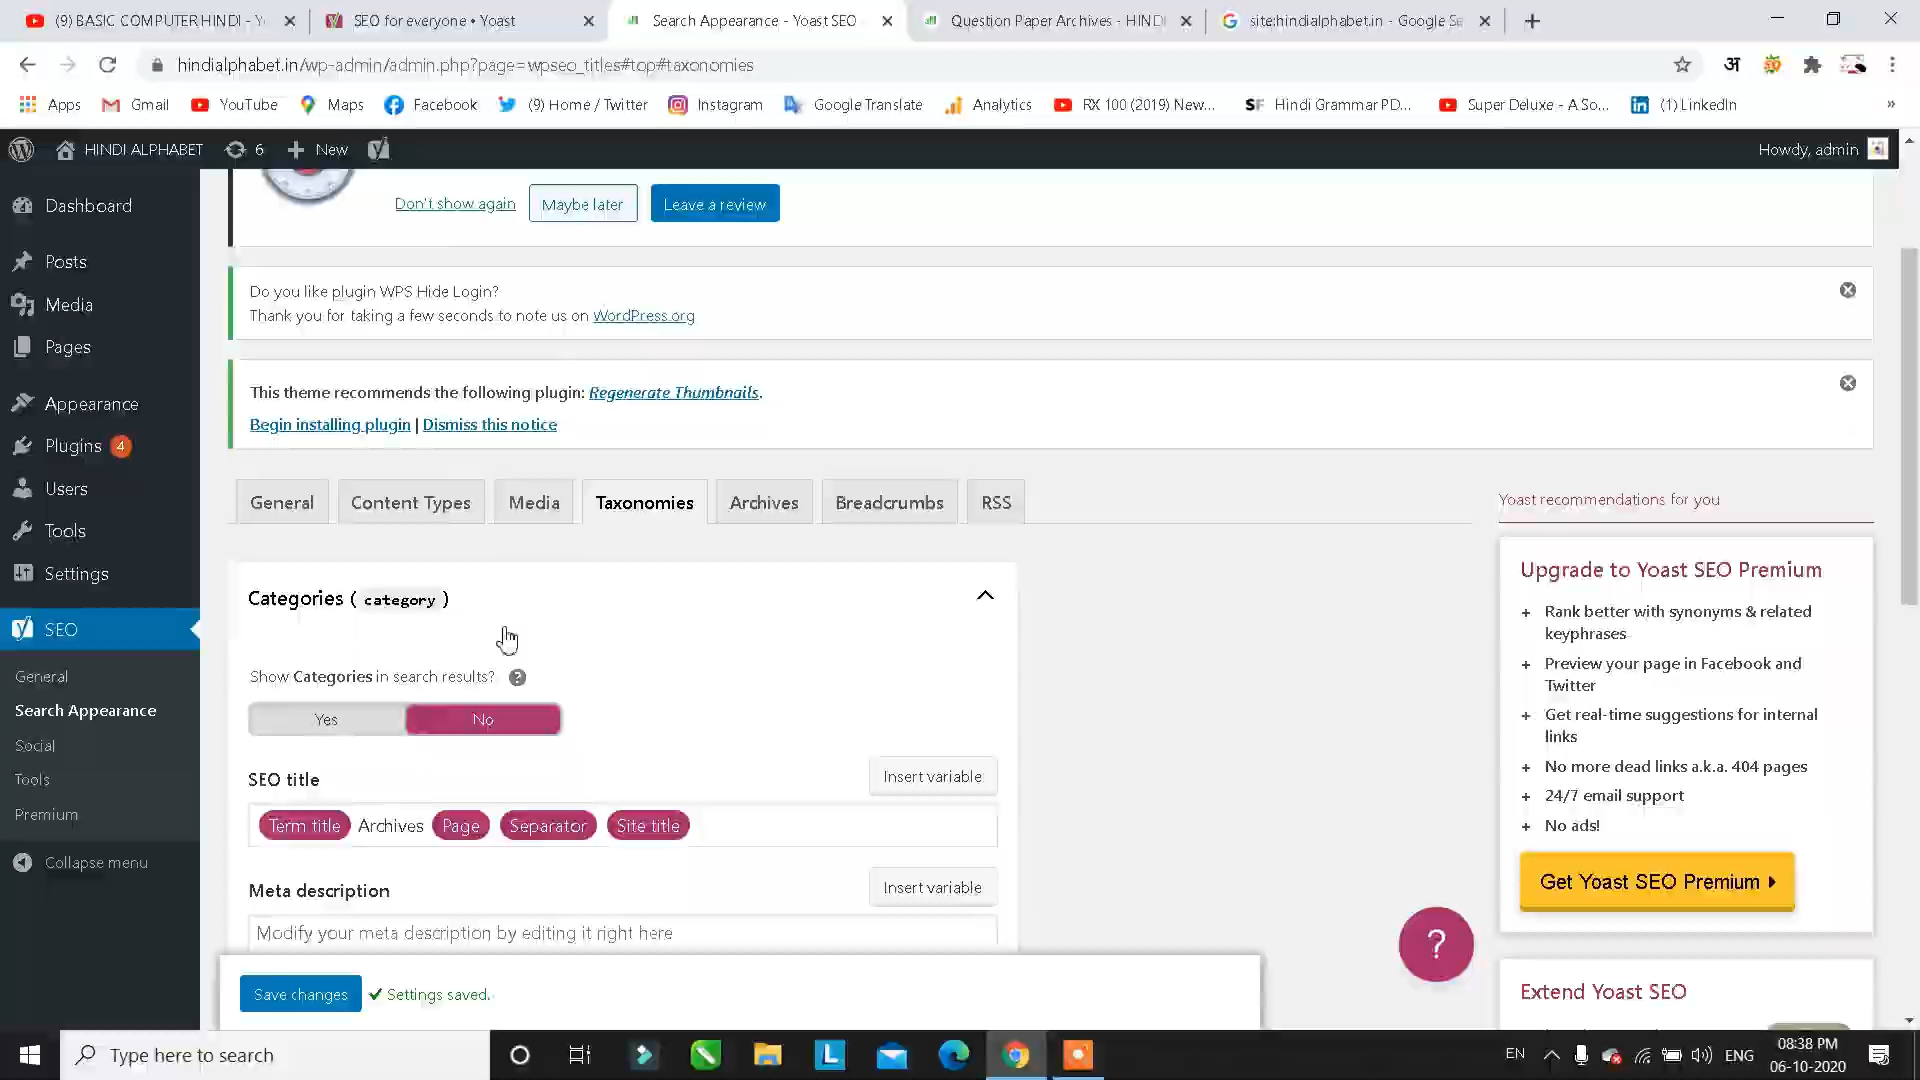 (9) BASIC COMPUTER HINDI - Y
SEO for everyone • Yoast
Search Appearance - Yoast SEO
Question Paper Archives - HIND
site:hindialphabet.in - Google Se
hindialphabet.in/wp-admin/admin.php?page=wpseo_titles#top#taxonomies
अ
Apps
Gmail
YouTube
Maps
Facebook
(9) Home / Twitter
Instagram
Google Translate
Analytics
RX 100 (2019) New...
SF Hindi Grammar PD...
Super Deluxe - A So...
(1) LinkedIn
»
HINDI ALPHABET
6
New
Howdy, admin
Dashboard
Posts
Media
Pages
Appearance
Plugins 4
Users
Tools
Settings
SEO
General
Search Appearance
Social
Tools
Premium
Collapse menu
Don't show again
Maybe later
Leave a review
Do you like plugin WPS Hide Login?
Thank you for taking a few seconds to note us on WordPress.org
This theme recommends the following plugin: Regenerate Thumbnails.
Begin installing plugin | Dismiss this notice
General
Content Types
Media
Taxonomies
Archives
Breadcrumbs
RSS
Categories ( category )
Show Categories in search results? ?
Yes
No
SEO title
Insert variable
Term title Archives Page Separator Site title
Meta description
Insert variable
Modify your meta description by editing it right here
Save changes
✔ Settings saved.
Yoast recommendations for you
Upgrade to Yoast SEO Premium
+ Rank better with synonyms & related
keyphrases
+ Preview your page in Facebook and
Twitter
+ Get real-time suggestions for internal
links
+ No more dead links a.k.a. 404 pages
+ 24/7 email support
+ No ads!
Get Yoast SEO Premium
?
Extend Yoast SEO
Type here to search
L
EN
ENG
08:38 PM
06-10-2020